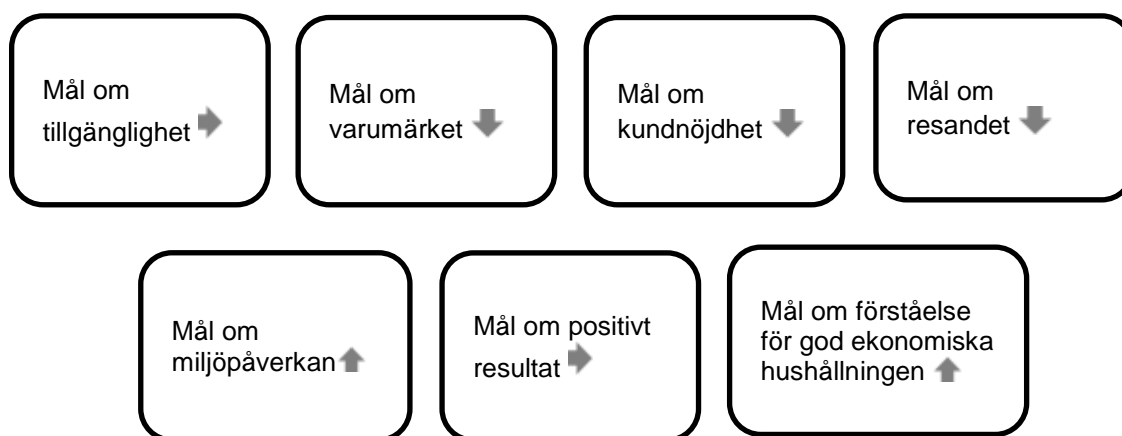 Mål om
tillgänglighet
Mål om
varumärket
Mål om
kundnöjdhet
Mål om
resandet
Mål om
miljöpåverkan
Mål om positivt
resultat
Mål om förståelse
för god ekonomiska
hushållningen